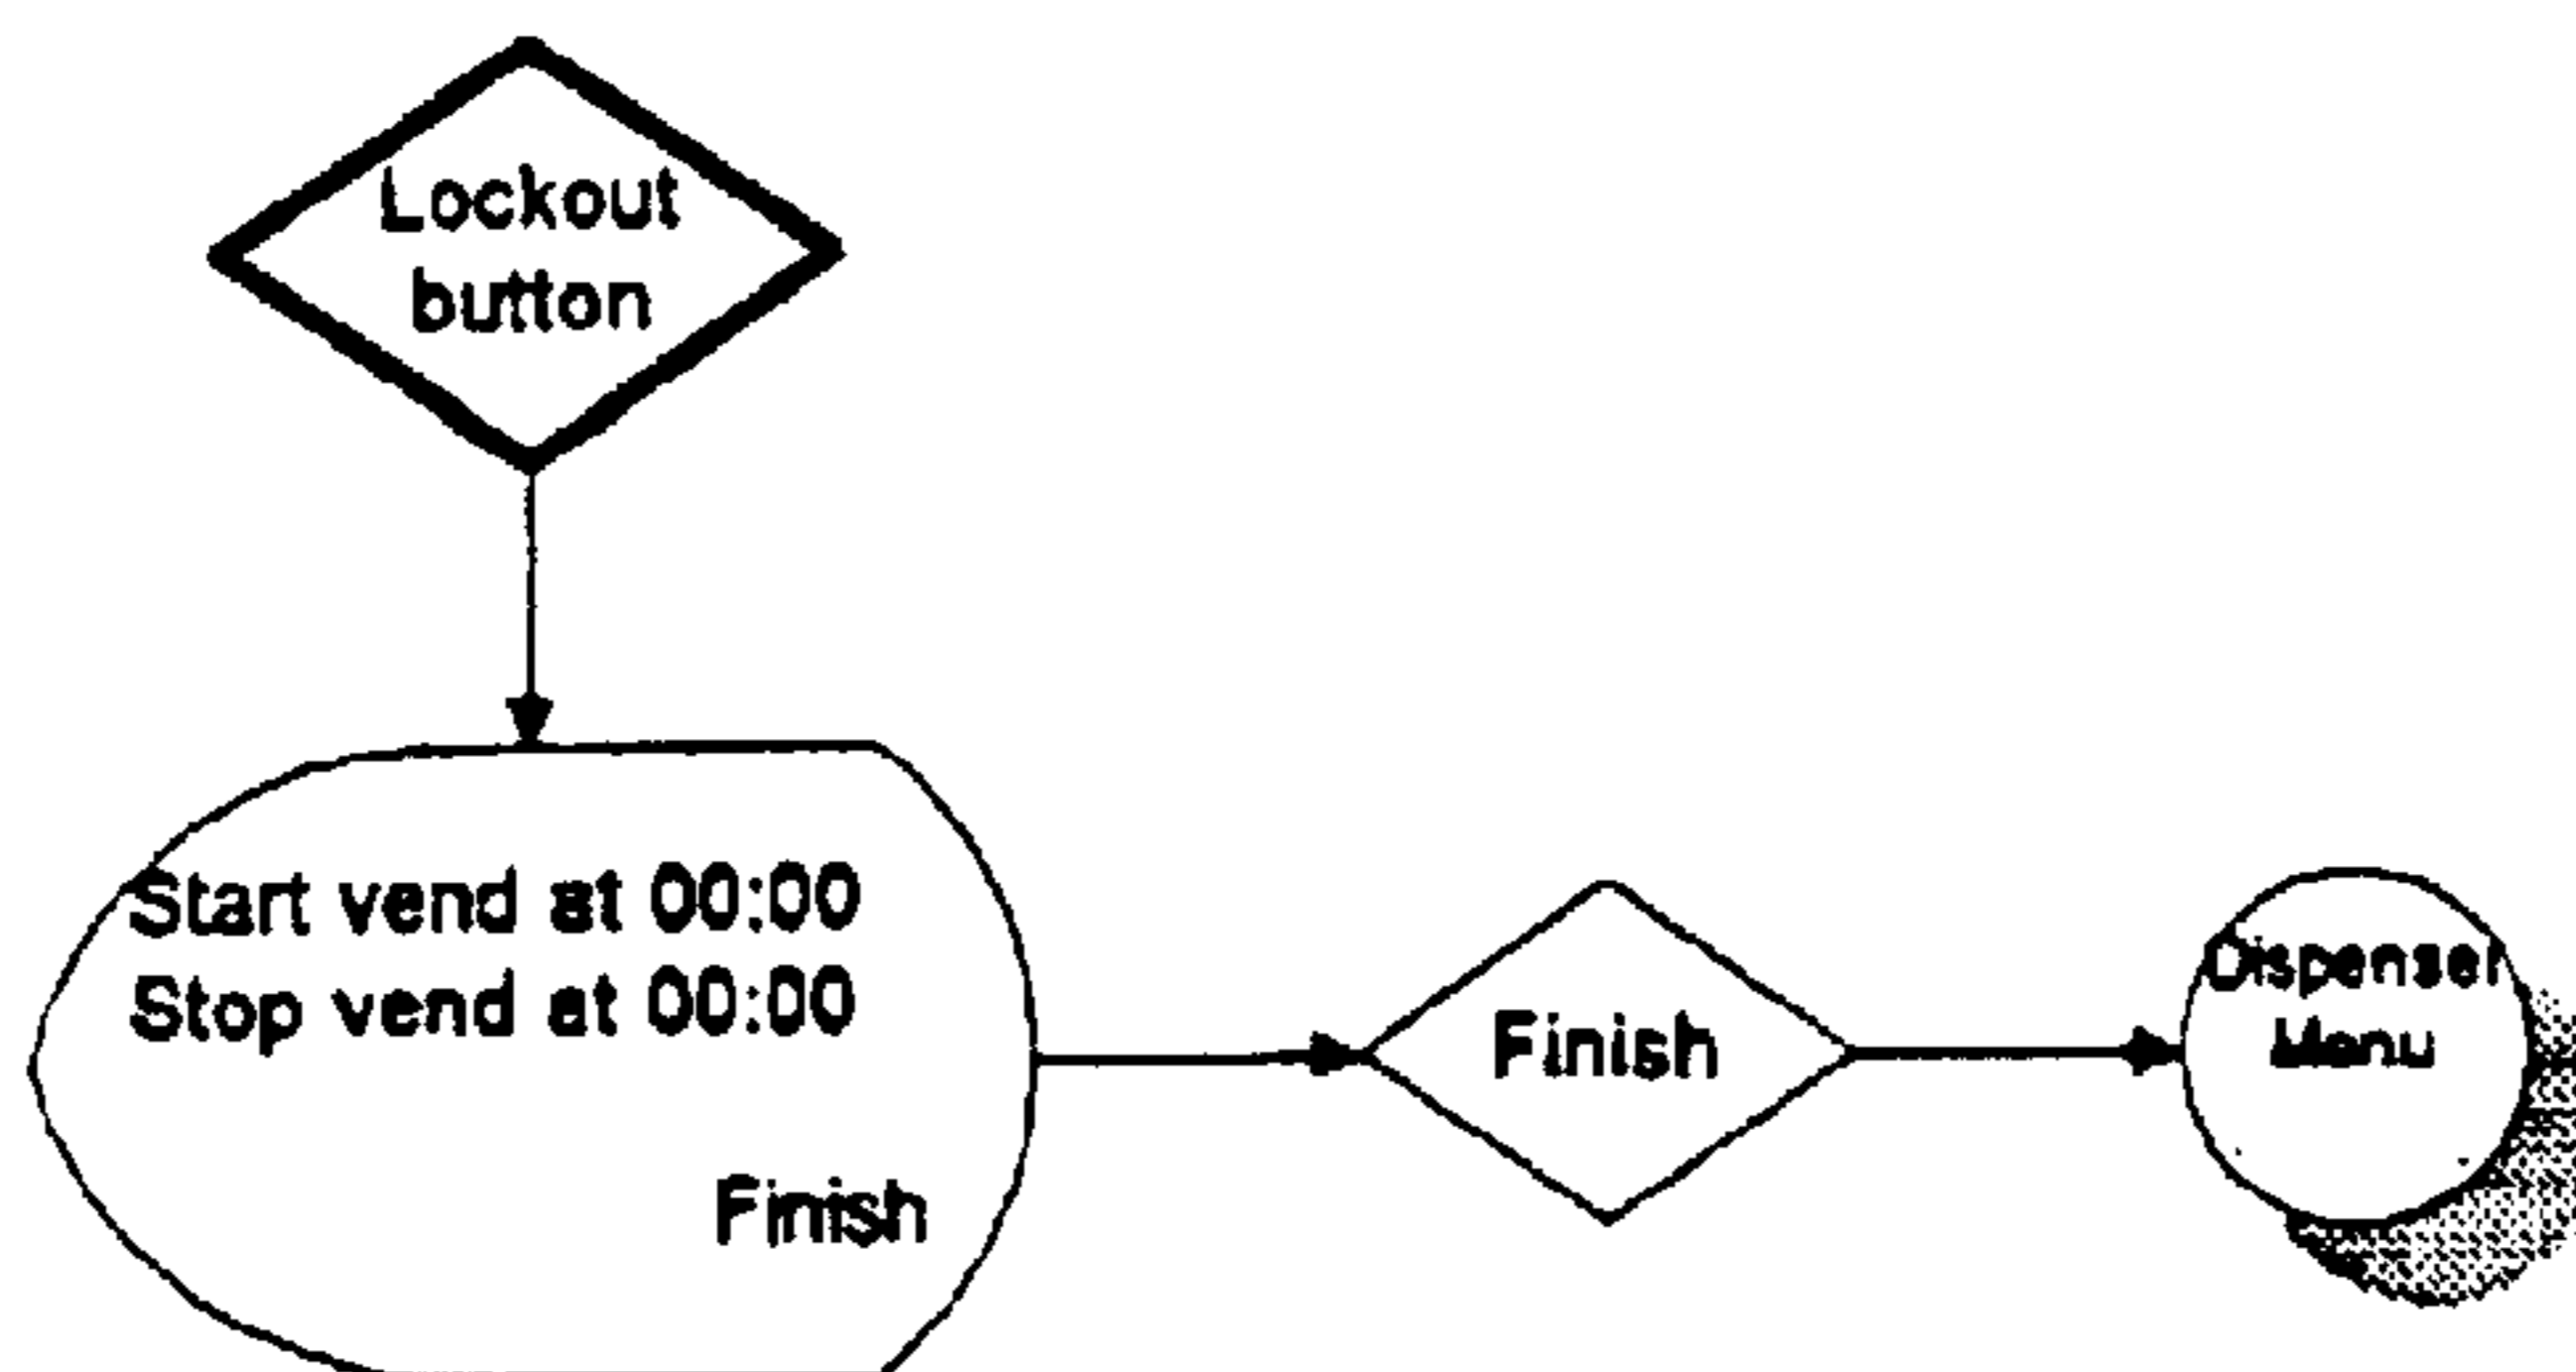 Lockout
button
Start vend at 00:00
Stop vend at 00:00
Finish
Finish
Dispenser
Menu